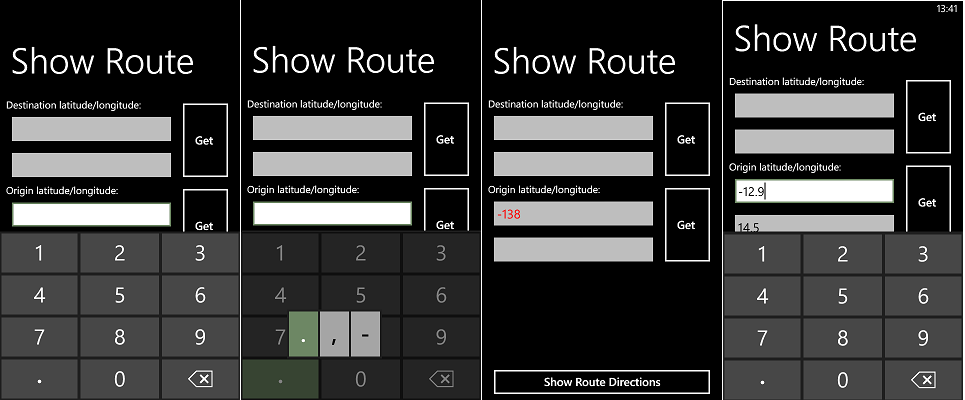 Show Route
Destination latitude/longitude:
Get
Origin latitude/longitude:
Get
1 2 3
4 5 6
7 8 9
. 0
Show Route
Destination latitude/longitude:
Get
Origin latitude/longitude:
Get
1 2 3
4 5 6
7 . , - 9
. 0
Show Route
Destination latitude/longitude:
Get
Origin latitude/longitude:
-138
Get
Show Route Directions
13:41
Show Route
Destination latitude/longitude:
Get
Origin latitude/longitude:
-12.9
Get
14.5
1 2 3
4 5 6
7 8 9
. 0